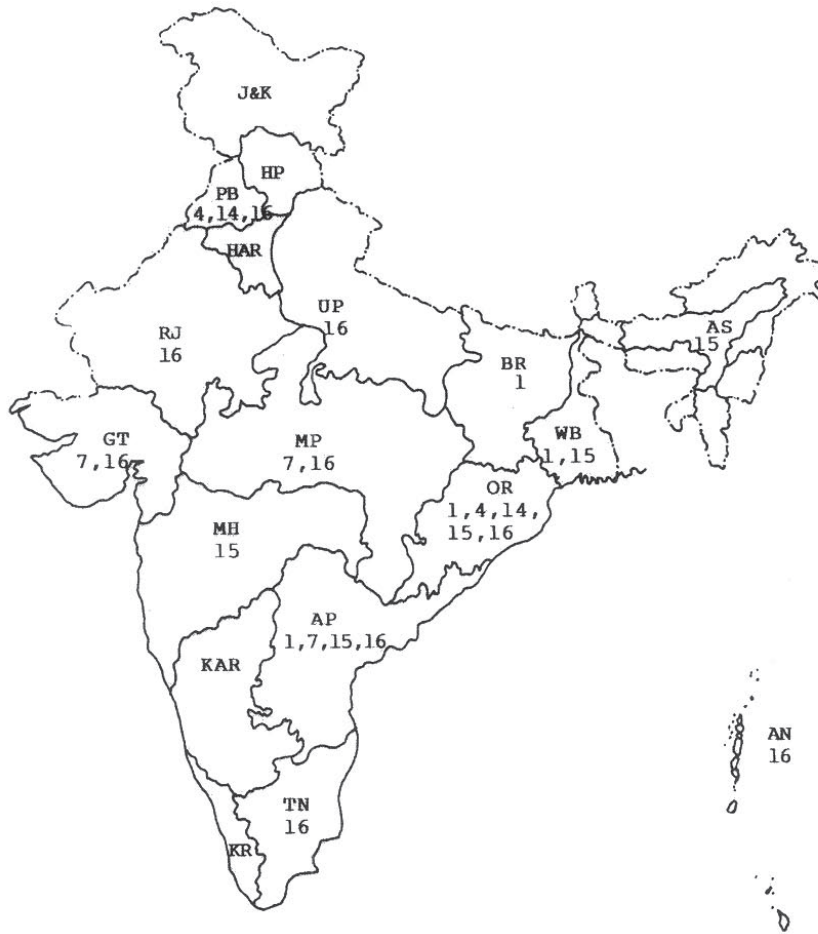 J&K
HP
PB
4,14,16
HAR
UP
16
RJ
16
AS
15
BR
1
GT
7,16
MP
7,16
WB
1,15
OR
1,4,14,
15,16
MH
15
AP
1,7,15,16
KAR
AN
16
TN
16
KR